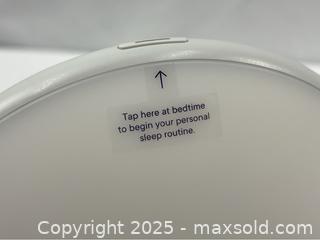 Tap here at bedtime
to begin your personal
sleep routine.
Copyright 2025 - maxsold.com